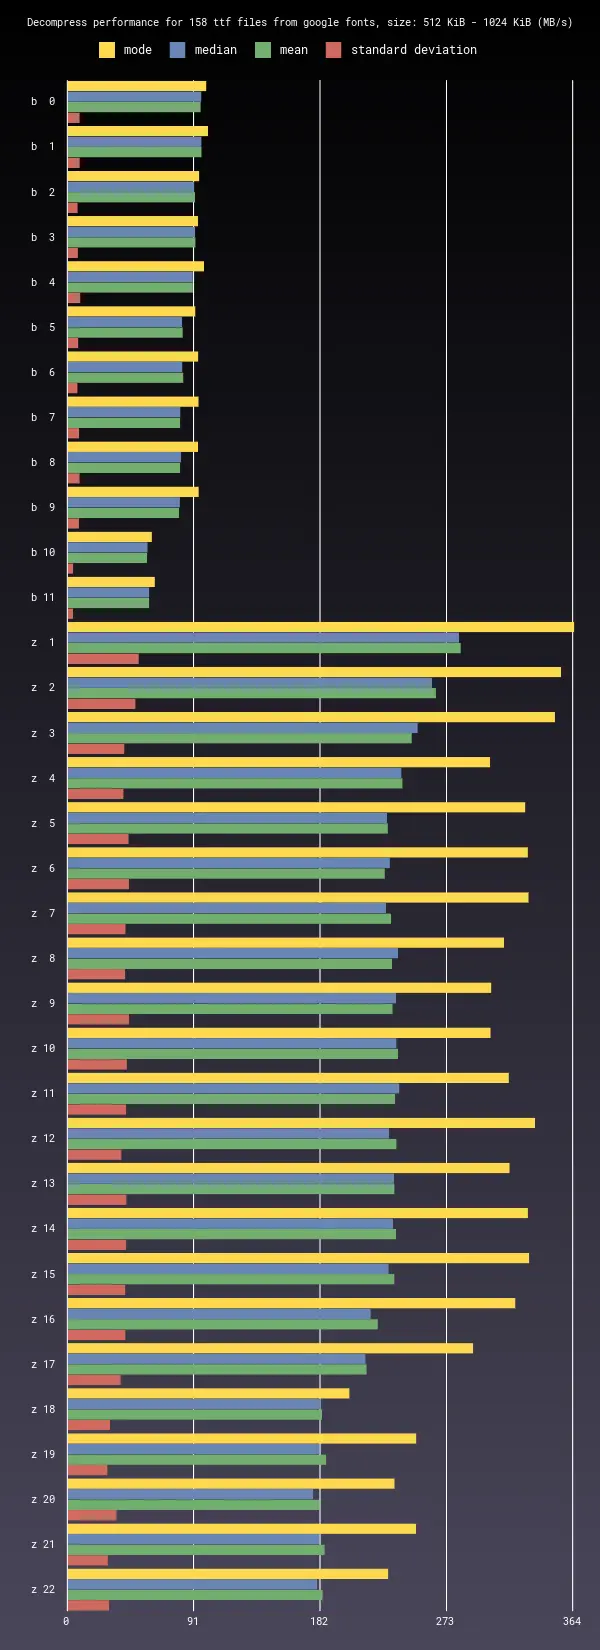 Decompress performance for 158 ttf files from google fonts, size: 512 KiB - 1024 KiB (MB/s)
mode median mean standard deviation
b 0
b 1
b 2
b 3
b 4
b 5
b 6
b 7
b 8
b 9
b 10
b 11
z 1
z 2
z 3
z 4
z 5
z 6
z 7
z 8
z 9
z 10
z 11
z 12
z 13
z 14
z 15
z 16
z 17
z 18
z 19
z 20
z 21
z 22
0 91 182 273 364